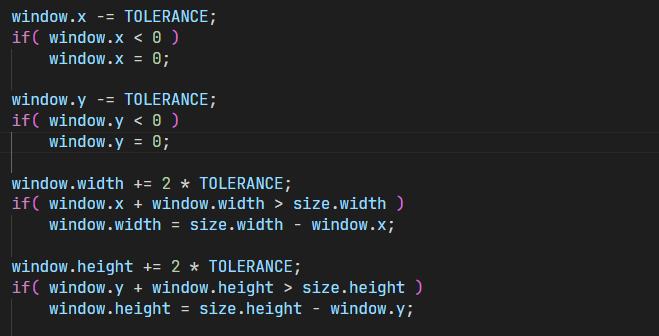 window.x -= TOLERANCE;
if( window.x < 0 )
    window.x = 0;

window.y -= TOLERANCE;
if( window.y < 0 )
    window.y = 0;

window.width += 2 * TOLERANCE;
if( window.x + window.width > size.width )
    window.width = size.width - window.x;

window.height += 2 * TOLERANCE;
if( window.y + window.height > size.height )
    window.height = size.height - window.y;